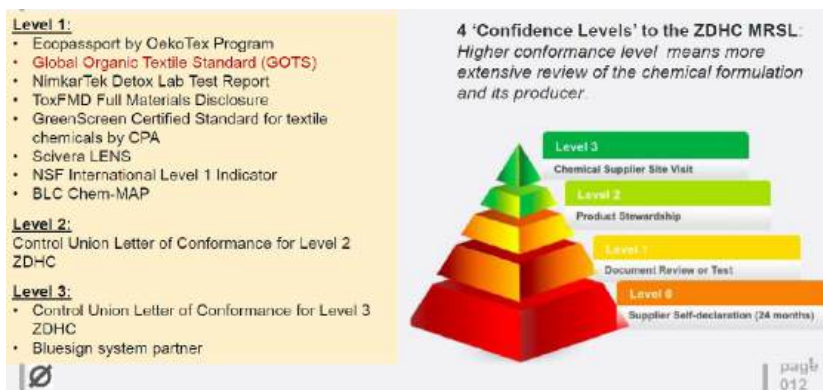 Level 1:
• Ecopassport by OekoTex Program
• Global Organic Textile Standard (GOTS)
• NimkarTek Detox Lab Test Report
• ToxFMD Full Materials Disclosure
• GreenScreen Certified Standard for textile
chemicals by CPA
• Scivera LENS
• NSF International Level 1 Indicator
• BLC Chem-MAP
Level 2:
Control Union Letter of Conformance for Level 2
ZDHC
Level 3:
• Control Union Letter of Conformance for Level 3
ZDHC
• Bluesign system partner
4 'Confidence Levels' to the ZDHC MRSL:
Higher conformance level means more
extensive review of the chemical formulation
and its producer.
Level 3
Chemical Supplier Site Visit
Level 2
Product Stewardship
Level 1
Document Review or Test
Level 0
Supplier Self-declaration (24 months)
page
012